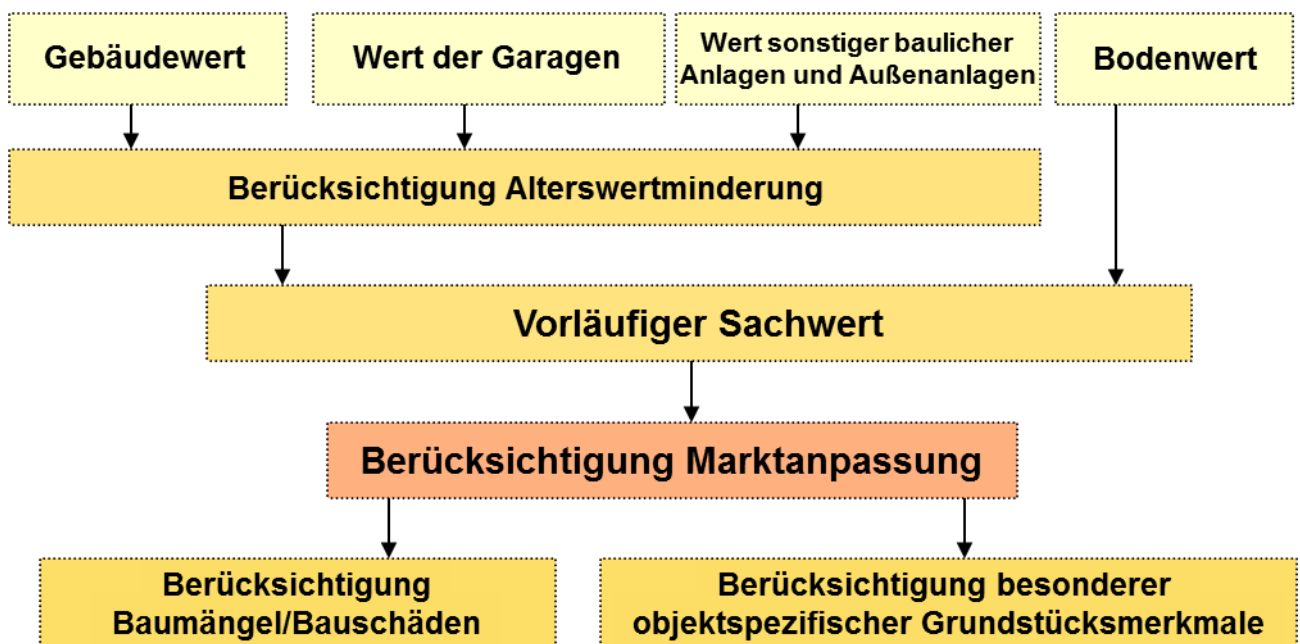 Gebäudewert
Wert der Garagen
Wert sonstiger baulicher
Anlagen und Außenanlagen
Bodenwert
Berücksichtigung Alterswertminderung
Vorläufiger Sachwert
Berücksichtigung Marktanpassung
Berücksichtigung
Baumängel/Bauschäden
Berücksichtigung besonderer
objektspezifischer Grundstücksmerkmale